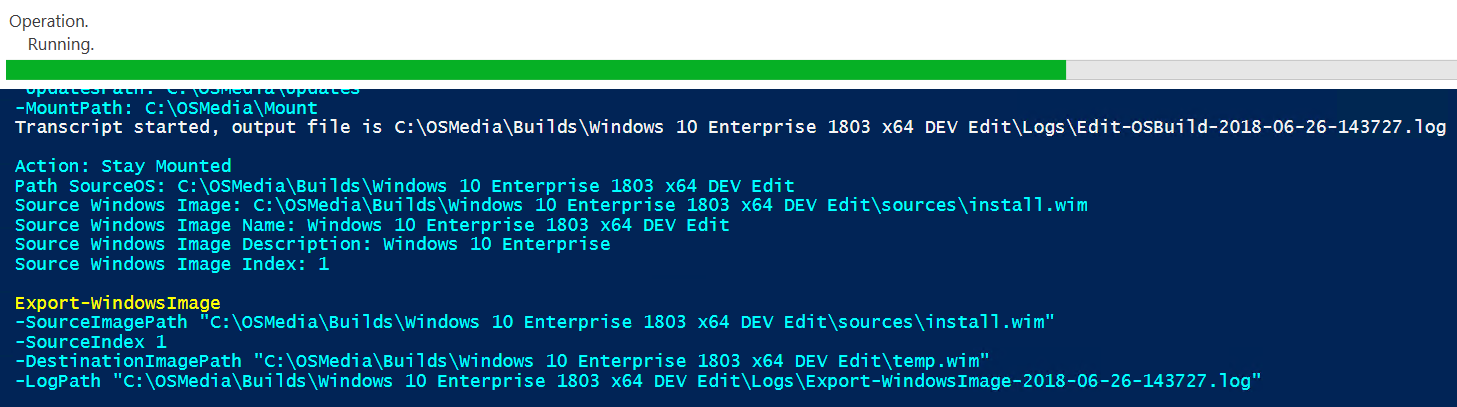 Operation.
Running.
-UpdatesPath: C:\OSMedia\Updates
-MountPath: C:\OSMedia\Mount
Transcript started, output file is C:\OSMedia\Builds\Windows 10 Enterprise 1803 x64 DEV Edit\Logs\Edit-OSBuild-2018-06-26-143727.log
Action: Stay Mounted
Path SourceOS: C:\OSMedia\Builds\Windows 10 Enterprise 1803 x64 DEV Edit
Source Windows Image: C:\OSMedia\Builds\Windows 10 Enterprise 1803 x64 DEV Edit\sources\install.wim
Source Windows Image Name: Windows 10 Enterprise 1803 x64 DEV Edit
Source Windows Image Description: Windows 10 Enterprise
Source Windows Image Index: 1
Export-WindowsImage
-SourceImagePath "C:\OSMedia\Builds\Windows 10 Enterprise 1803 x64 DEV Edit\sources\install.wim"
-SourceIndex 1
-DestinationImagePath "C:\OSMedia\Builds\Windows 10 Enterprise 1803 x64 DEV Edit\temp.wim"
-LogPath "C:\OSMedia\Builds\Windows 10 Enterprise 1803 x64 DEV Edit\Logs\Export-WindowsImage-2018-06-26-143727.log"